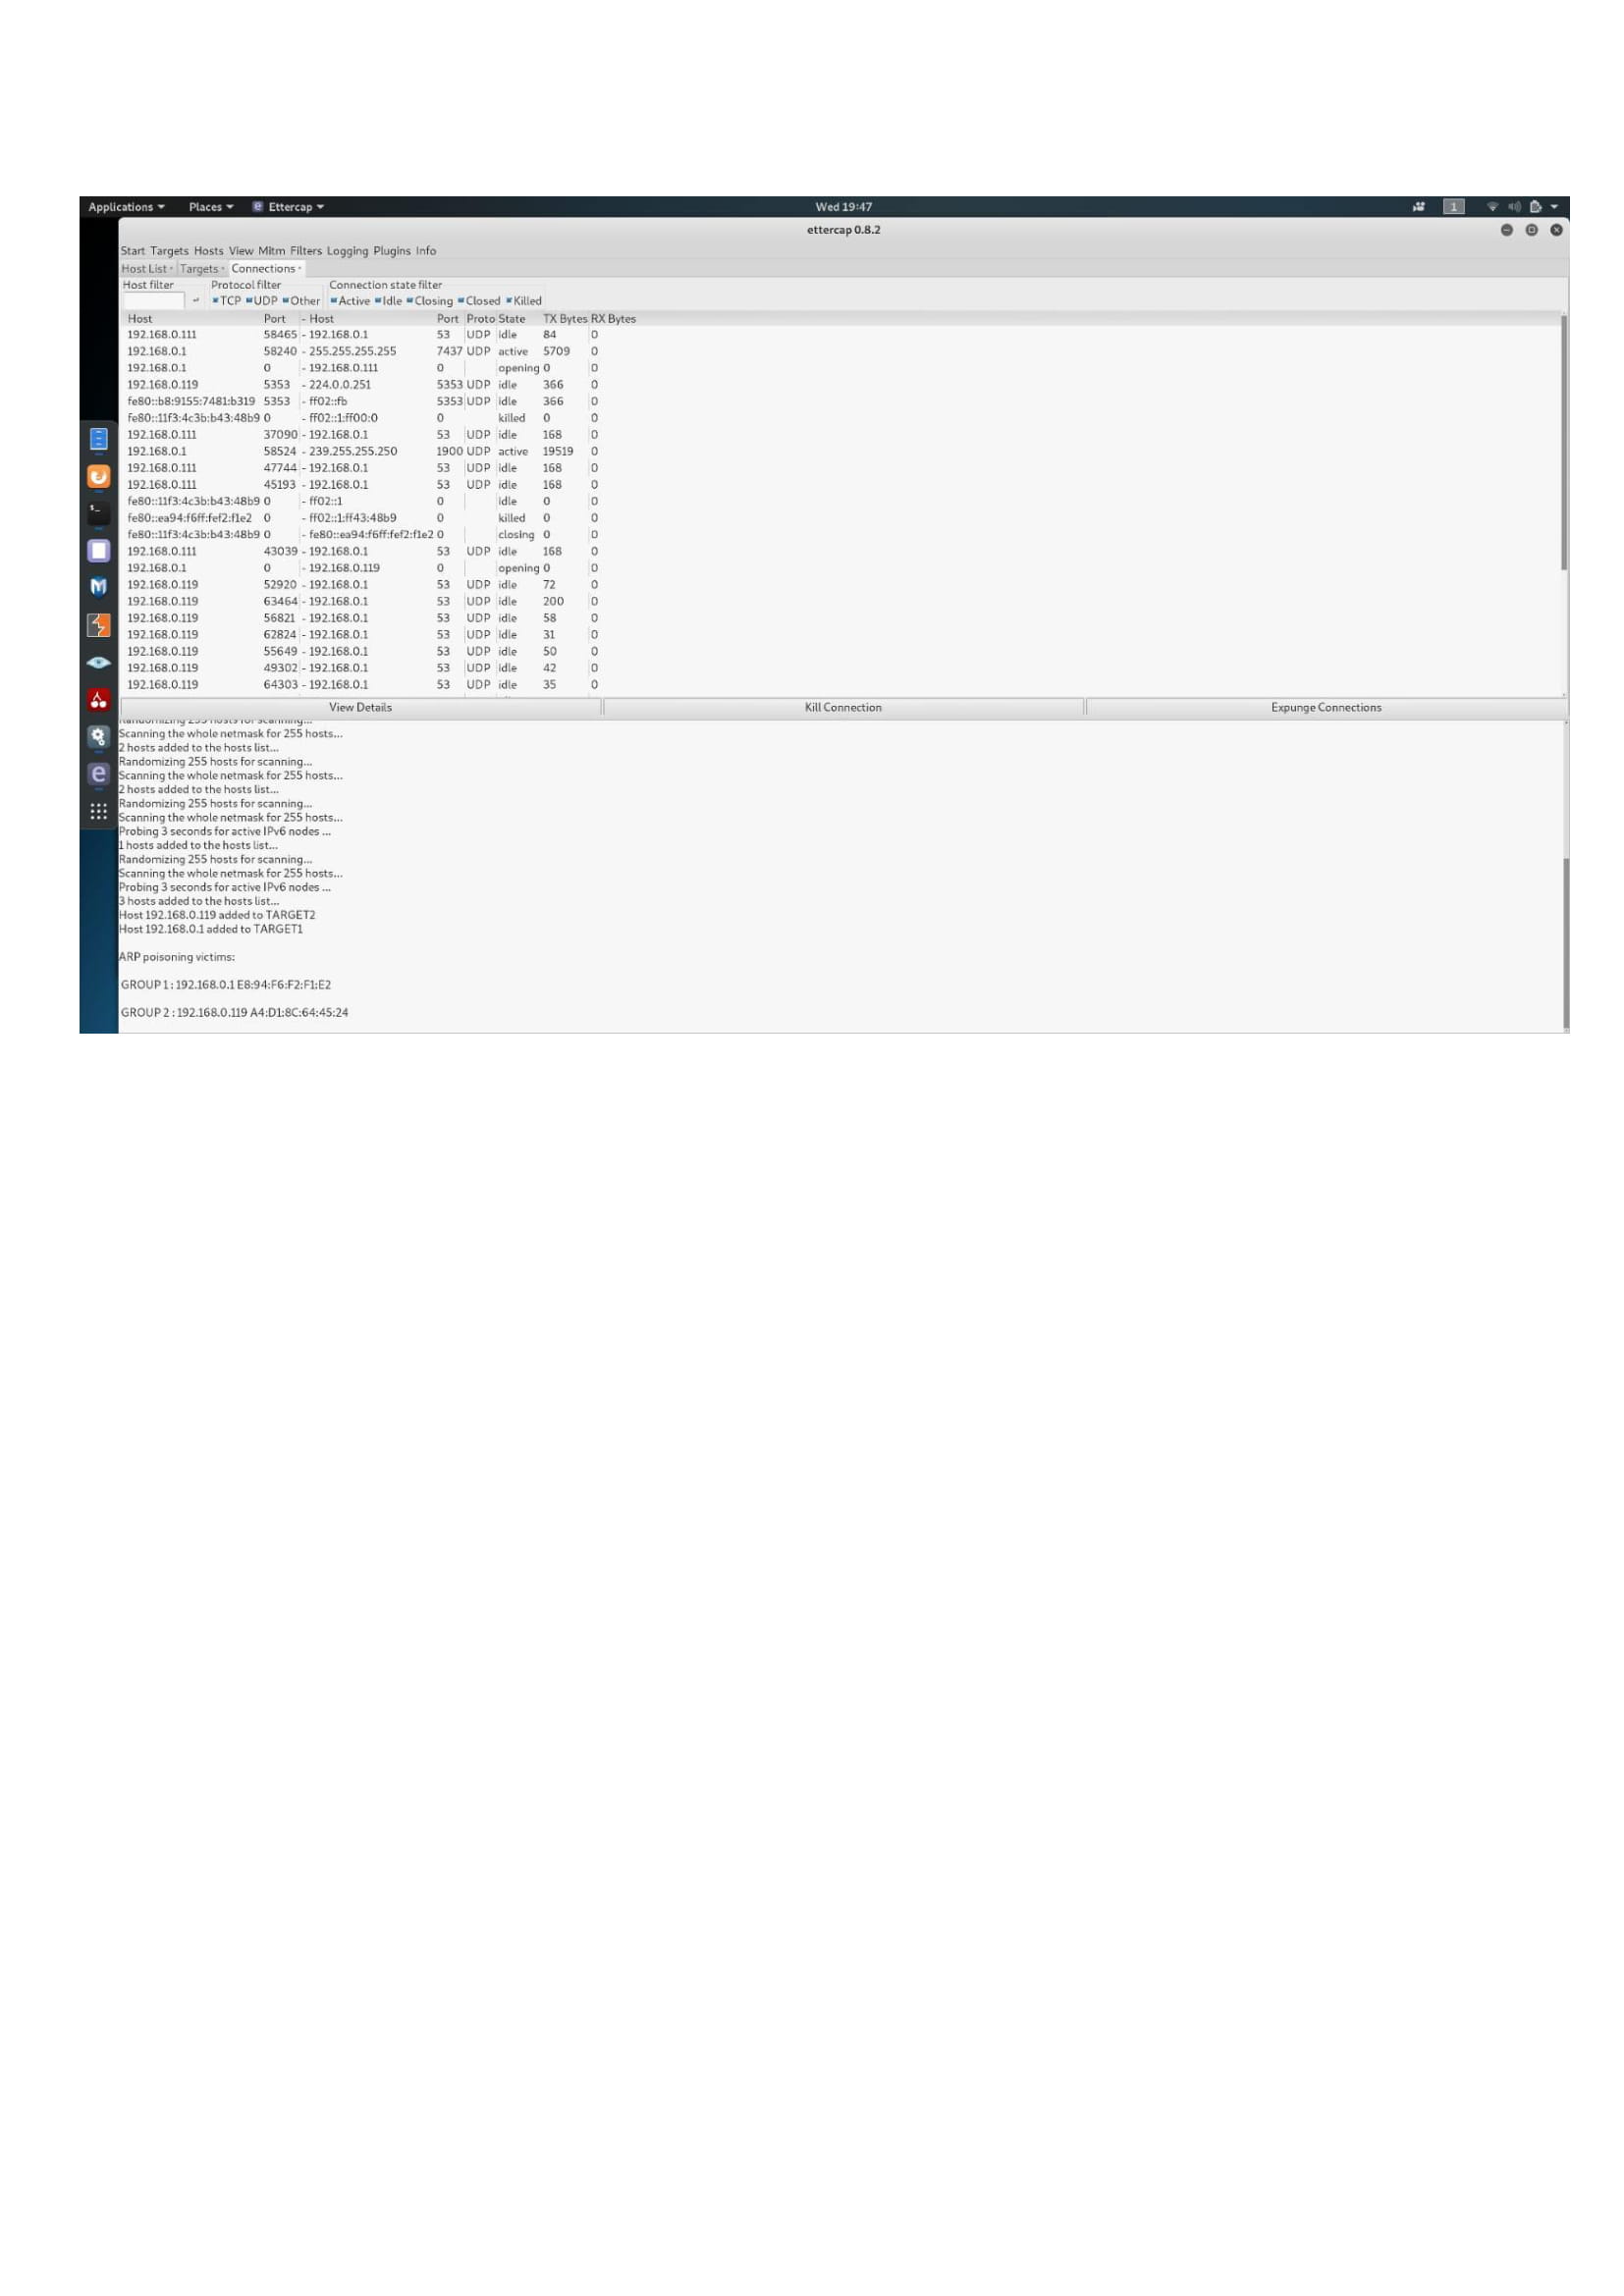 Applications Places Ettercap Wed 19:47 1
ettercap 0.8.2
Start Targets Hosts View Mitm Filters Logging Plugins Info
Host List Targets Connections
Host filter Protocol filter Connection state filter
TCP UDP Other Active Idle Closing Closed Killed
Host Port - Host Port Proto State TX Bytes RX Bytes
192.168.0.111 58465 - 192.168.0.1 53 UDP idle 84 0
192.168.0.1 58240 - 255.255.255.255 7437 UDP active 5709 0
192.168.0.1 0 - 192.168.0.111 0 opening 0 0
192.168.0.119 5353 - 224.0.0.251 5353 UDP idle 366 0
fe80::b8:9155:7481:b319 5353 - ff02::fb 5353 UDP idle 366 0
fe80::11f3:4c3b:b43:48b9 0 - ff02::1:ff00:0 0 killed 0 0
192.168.0.111 37090 - 192.168.0.1 53 UDP idle 168 0
192.168.0.1 58524 - 239.255.255.250 1900 UDP active 19519 0
192.168.0.111 47744 - 192.168.0.1 53 UDP idle 168 0
192.168.0.111 45193 - 192.168.0.1 53 UDP idle 168 0
fe80::11f3:4c3b:b43:48b9 0 - ff02::1 0 idle 0 0
fe80::ea94:f6ff:fef2:f1e2 0 - ff02::1:ff43:48b9 0 killed 0 0
fe80::11f3:4c3b:b43:48b9 0 - fe80::ea94:f6ff:fef2:f1e2 0 closing 0 0
192.168.0.111 43039 - 192.168.0.1 53 UDP idle 168 0
192.168.0.1 0 - 192.168.0.119 0 opening 0 0
192.168.0.119 52920 - 192.168.0.1 53 UDP idle 72 0
192.168.0.119 63464 - 192.168.0.1 53 UDP idle 200 0
192.168.0.119 56821 - 192.168.0.1 53 UDP idle 58 0
192.168.0.119 62824 - 192.168.0.1 53 UDP idle 31 0
192.168.0.119 55649 - 192.168.0.1 53 UDP idle 50 0
192.168.0.119 49302 - 192.168.0.1 53 UDP idle 42 0
192.168.0.119 64303 - 192.168.0.1 53 UDP idle 35 0
View Details Kill Connection Expunge Connections
Randomizing 255 hosts for scanning...
Scanning the whole netmask for 255 hosts...
2 hosts added to the hosts list...
Randomizing 255 hosts for scanning...
Scanning the whole netmask for 255 hosts...
2 hosts added to the hosts list...
Randomizing 255 hosts for scanning...
Scanning the whole netmask for 255 hosts...
Probing 3 seconds for active IPv6 nodes ...
1 hosts added to the hosts list...
Randomizing 255 hosts for scanning...
Scanning the whole netmask for 255 hosts...
Probing 3 seconds for active IPv6 nodes ...
3 hosts added to the hosts list...
Host 192.168.0.119 added to TARGET2
Host 192.168.0.1 added to TARGET1
ARP poisoning victims:
GROUP 1 : 192.168.0.1 E8:94:F6:F2:F1:E2
GROUP 2 : 192.168.0.119 A4:D1:8C:64:45:24